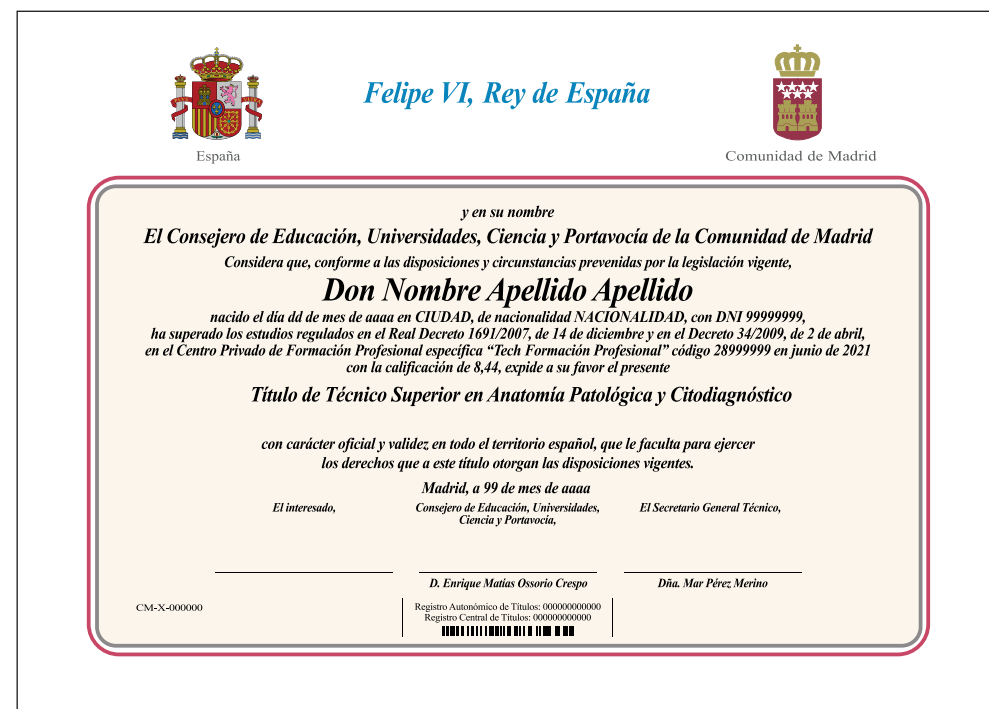 Felipe VI, Rey de España
España
Comunidad de Madrid
y en su nombre
El Consejero de Educación, Universidades, Ciencia y Portavocía de la Comunidad de Madrid
Considera que, conforme a las disposiciones y circunstancias prevenidas por la legislación vigente,
Don Nombre Apellido Apellido
nacido el día dd de mes de aaaa en CIUDAD, de nacionalidad NACIONALIDAD, con DNI 99999999,
ha superado los estudios regulados en el Real Decreto 1691/2007, de 14 de diciembre y en el Decreto 34/2009, de 2 de abril,
en el Centro Privado de Formación Profesional específica “Tech Formación Profesional” código 28999999 en junio de 2021
con la calificación de 8,44, expide a su favor el presente
Título de Técnico Superior en Anatomía Patológica y Citodiagnóstico
con carácter oficial y validez en todo el territorio español, que le faculta para ejercer
los derechos que a este título otorgan las disposiciones vigentes.
Madrid, a 99 de mes de aaaa
El interesado,
Consejero de Educación, Universidades,
Ciencia y Portavocía,
El Secretario General Técnico,
D. Enrique Matías Ossorio Crespo
Dña. Mar Pérez Merino
CM-X-000000
Registro Autonómico de Títulos: 000000000000
Registro Central de Títulos: 000000000000